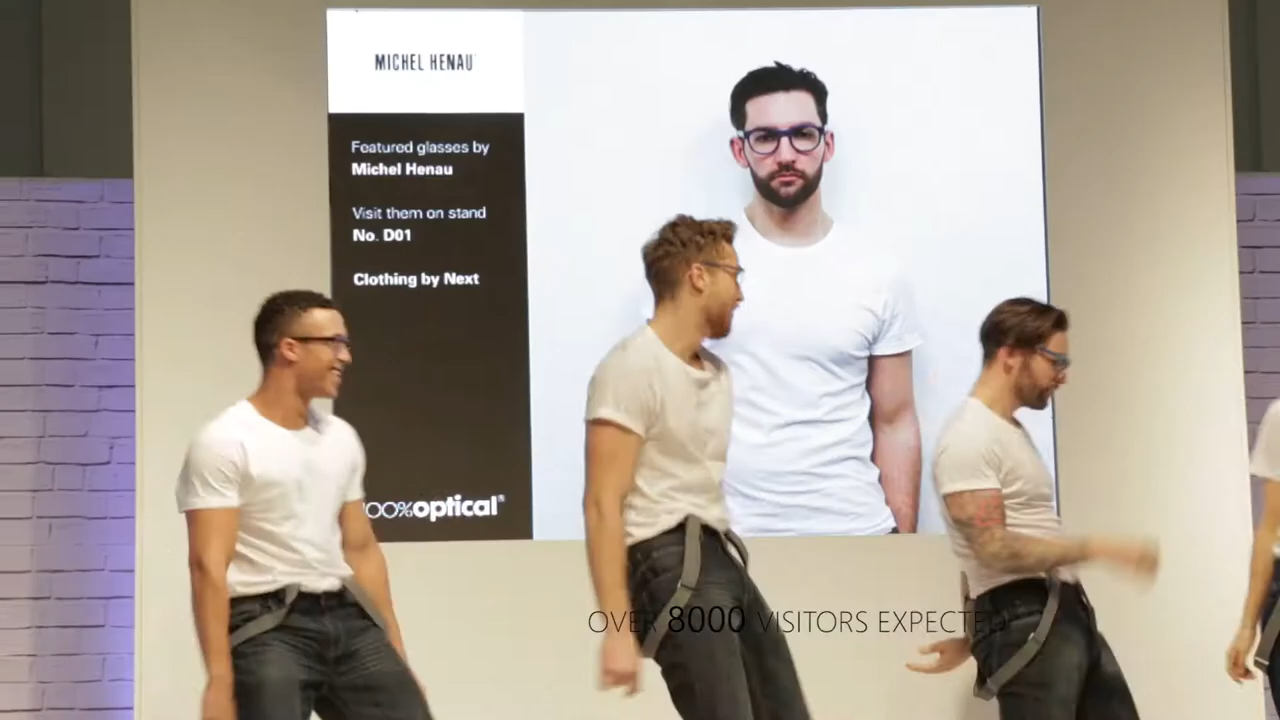 MICHEL HENAU
Featured glasses by
Michel Henau
Visit them on stand
No. D01
Clothing by Next
100%optical®
OVER 8000 VISITORS EXPECTED